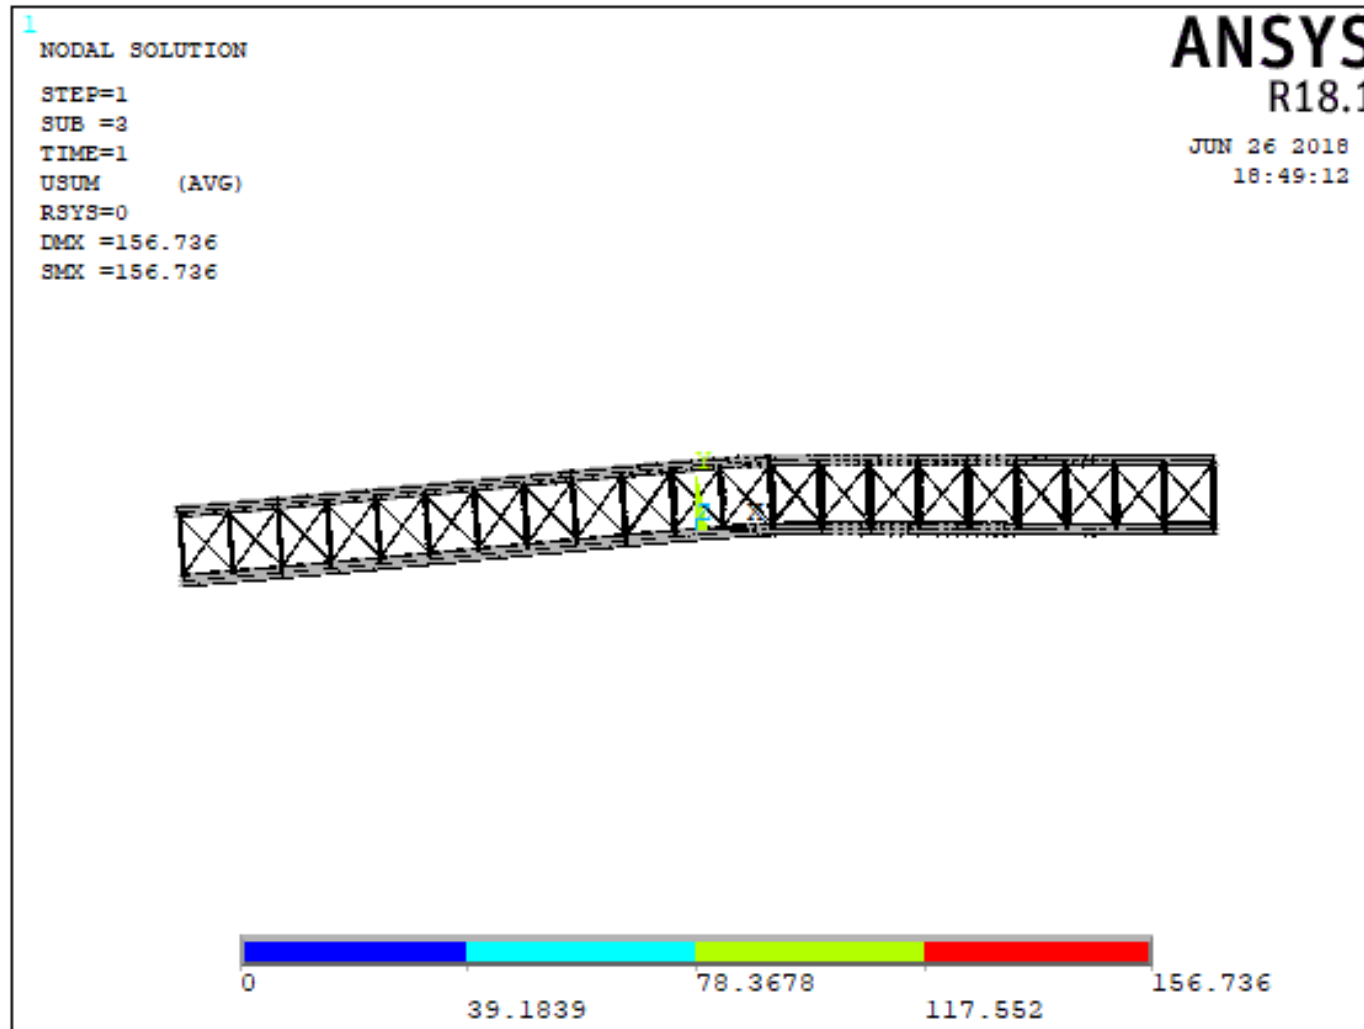 1
NODAL SOLUTION
STEP=1
SUB =3
TIME=1
USUM (AVG)
RSYS=0
DMX =156.736
SMX =156.736
ANSYS
R18.1
JUN 26 2018
18:49:12
Y
Z
X
0
39.1839
78.3678
117.552
156.736